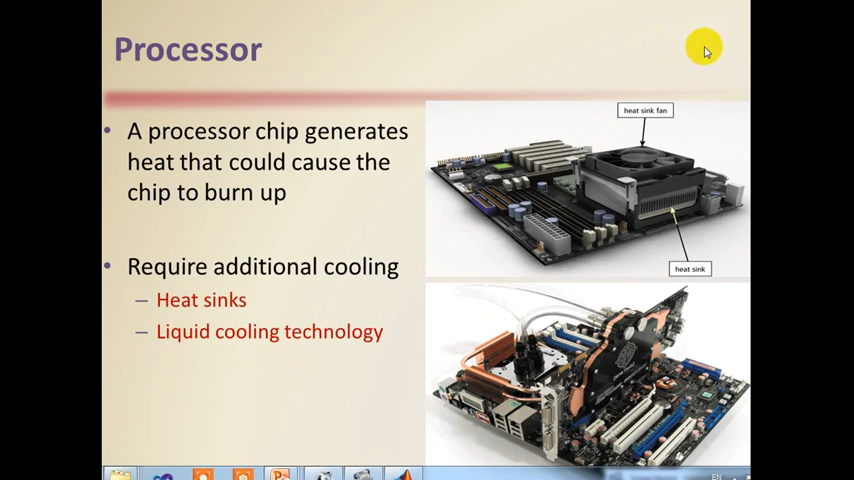 Processor
• A processor chip generates
heat that could cause the
chip to burn up
• Require additional cooling
– Heat sinks
– Liquid cooling technology
heat sink fan
heat sink
EN